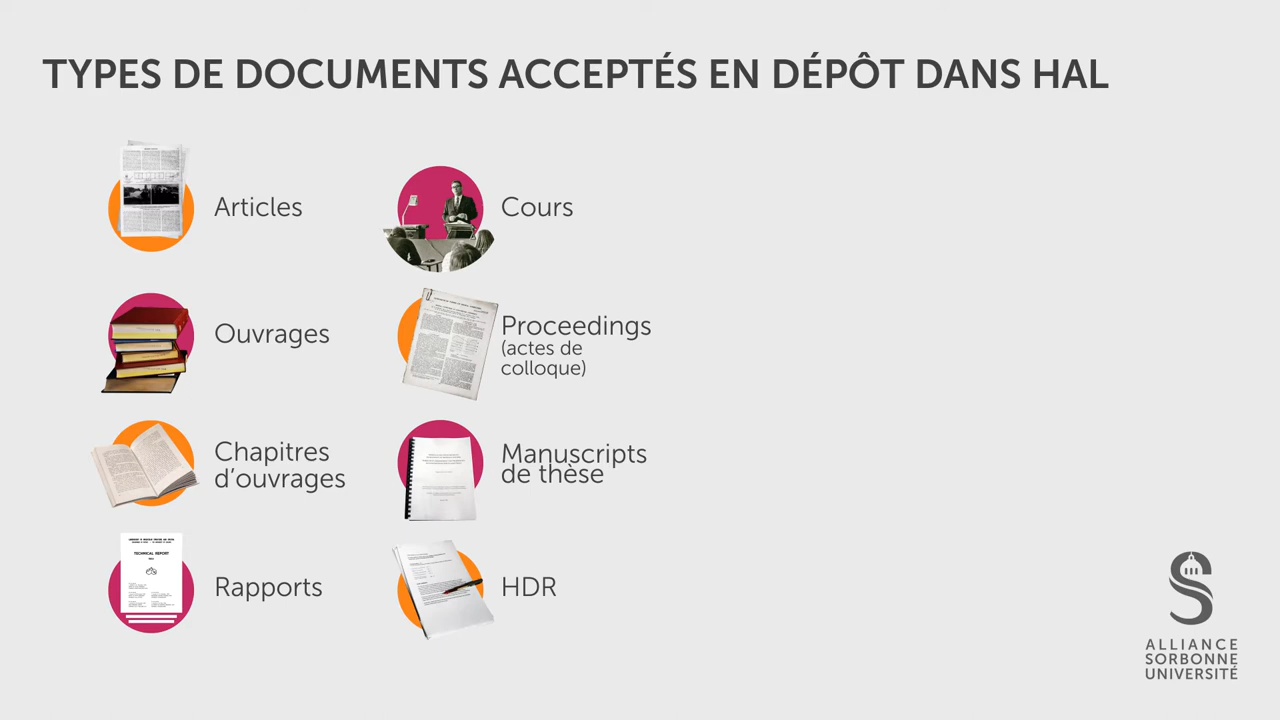 TYPES DE DOCUMENTS ACCEPTÉS EN DÉPÔT DANS HAL
Articles
Ouvrages
Chapitres
d’ouvrages
Rapports
TECHNICAL REPORT
Cours
Proceedings
(actes de
colloque)
Manuscripts
de thèse
HDR
ALLIANCE
SORBONNE
UNIVERSITÉ